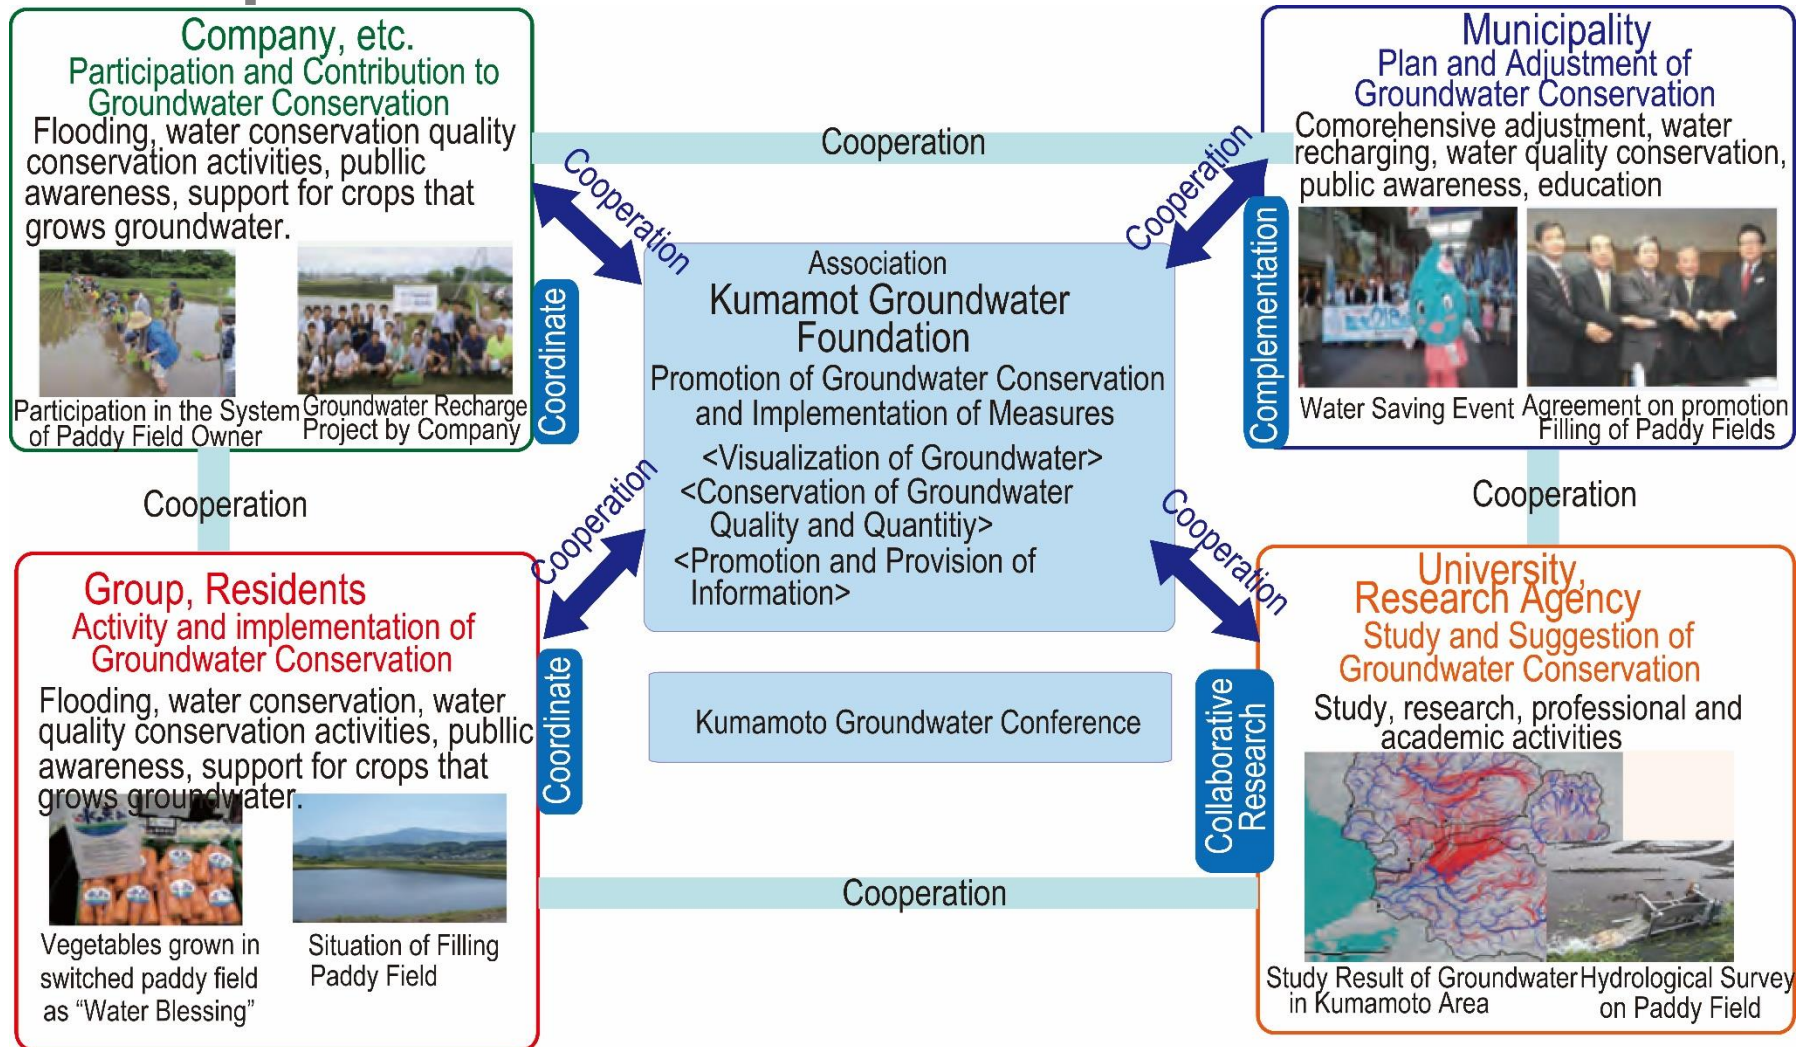 Company, etc.
Participation and Contribution to
Groundwater Conservation
Flooding, water conservation quality
conservation activities, publlic
awareness, support for crops that
grows groundwater.
Participation in the System
of Paddy Field Owner
Groundwater Recharge
Project by Company
Coordinate
Cooperation
Cooperation
Cooperation
Municipality
Plan and Adjustment of
Groundwater Conservation
Comorehensive adjustment, water
recharging, water quality conservation,
public awareness, education
Water Saving Event
Agreement on promotion
Filling of Paddy Fields
Complementation
Association
Kumamot Groundwater
Foundation
Promotion of Groundwater Conservation
and Implementation of Measures
<Visualization of Groundwater>
<Conservation of Groundwater
Quality and Quantitiy>
<Promotion and Provision of
Information>
Cooperation
Cooperation
Cooperation
Cooperation
Group, Residents
Activity and implementation of
Groundwater Conservation
Flooding, water conservation, water
quality conservation activities, publlic
awareness, support for crops that
grows groundwater.
Vegetables grown in
switched paddy field
as “Water Blessing”
Situation of Filling
Paddy Field
Coordinate
Kumamoto Groundwater Conference
Cooperation
Collaborative
Research
University,
Research Agency
Study and Suggestion of
Groundwater Conservation
Study, research, professional and
academic activities
Study Result of Groundwater
in Kumamoto Area
Hydrological Survey
on Paddy Field